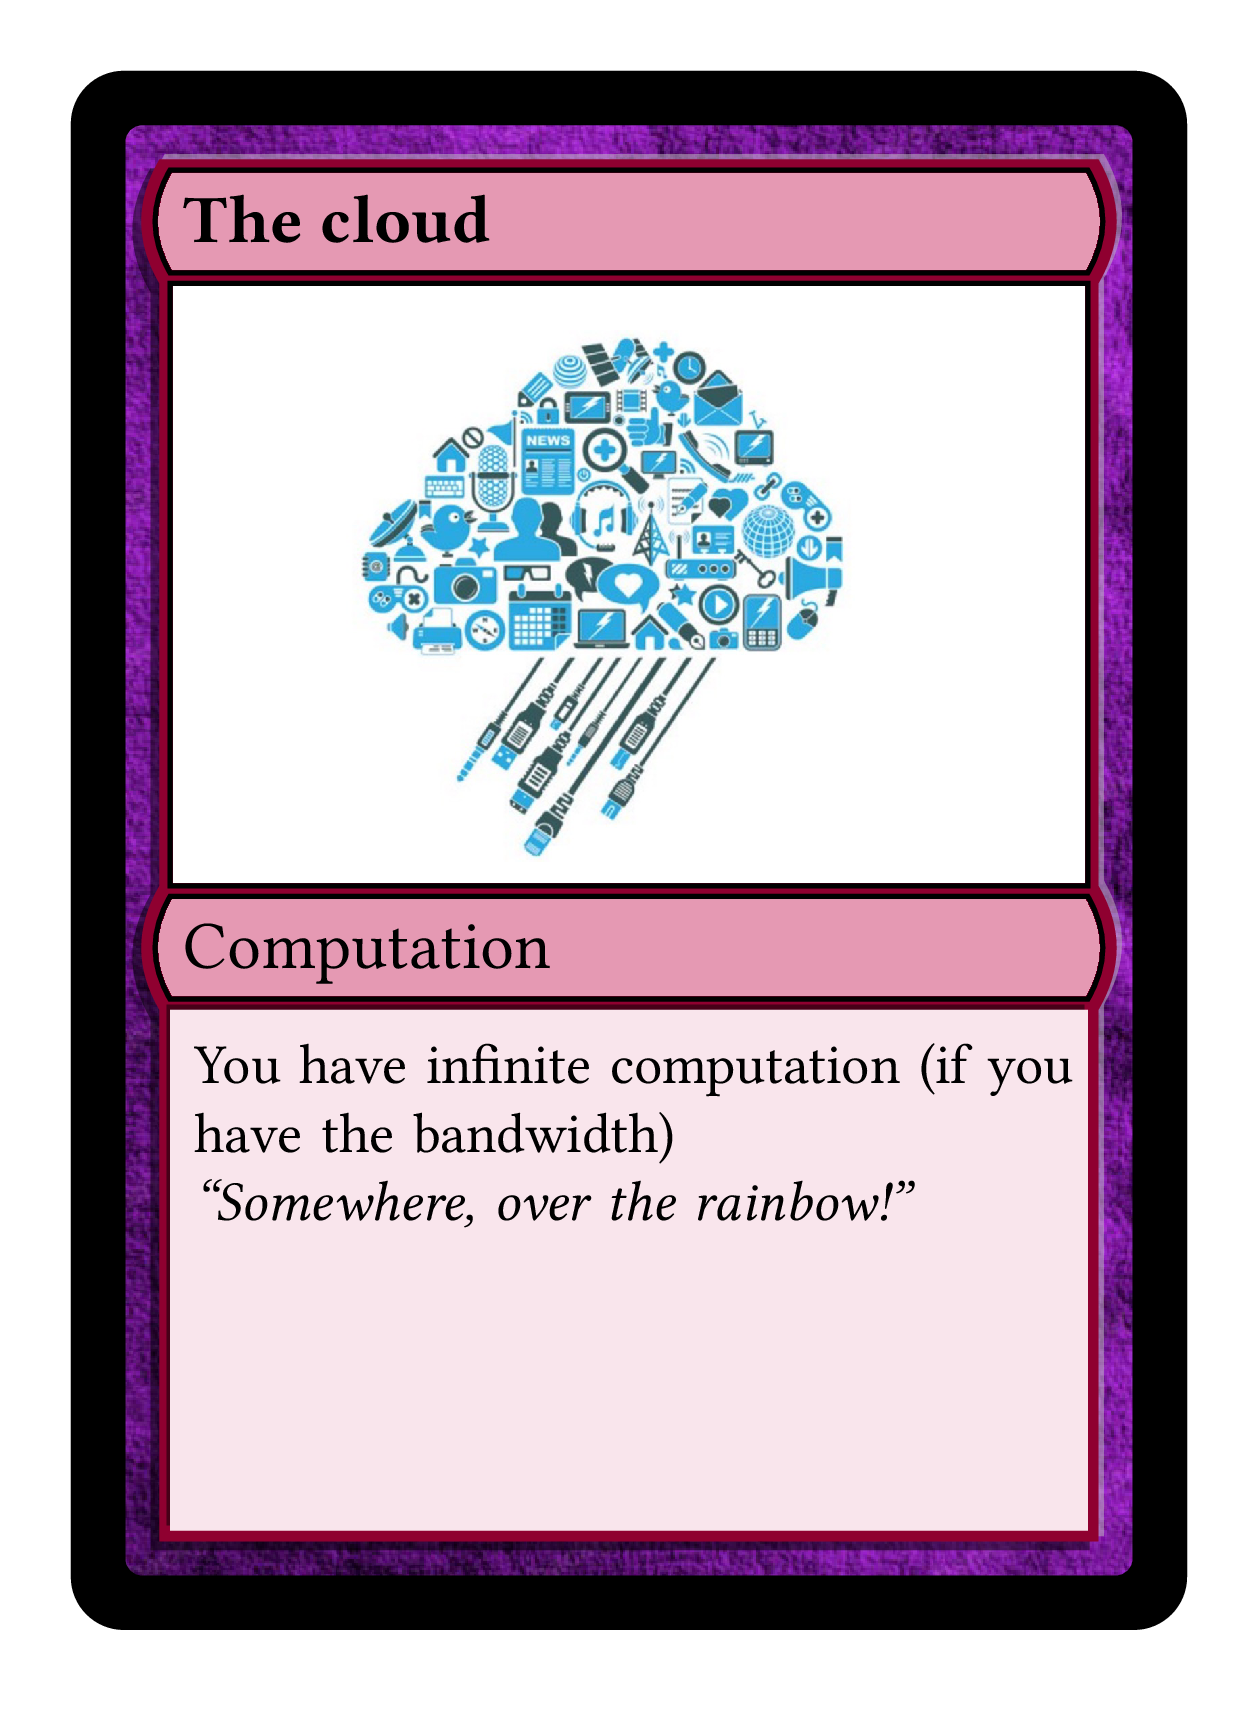 The cloud
NEWS
Computation
You have infinite computation (if you
have the bandwidth)
“Somewhere, over the rainbow!”